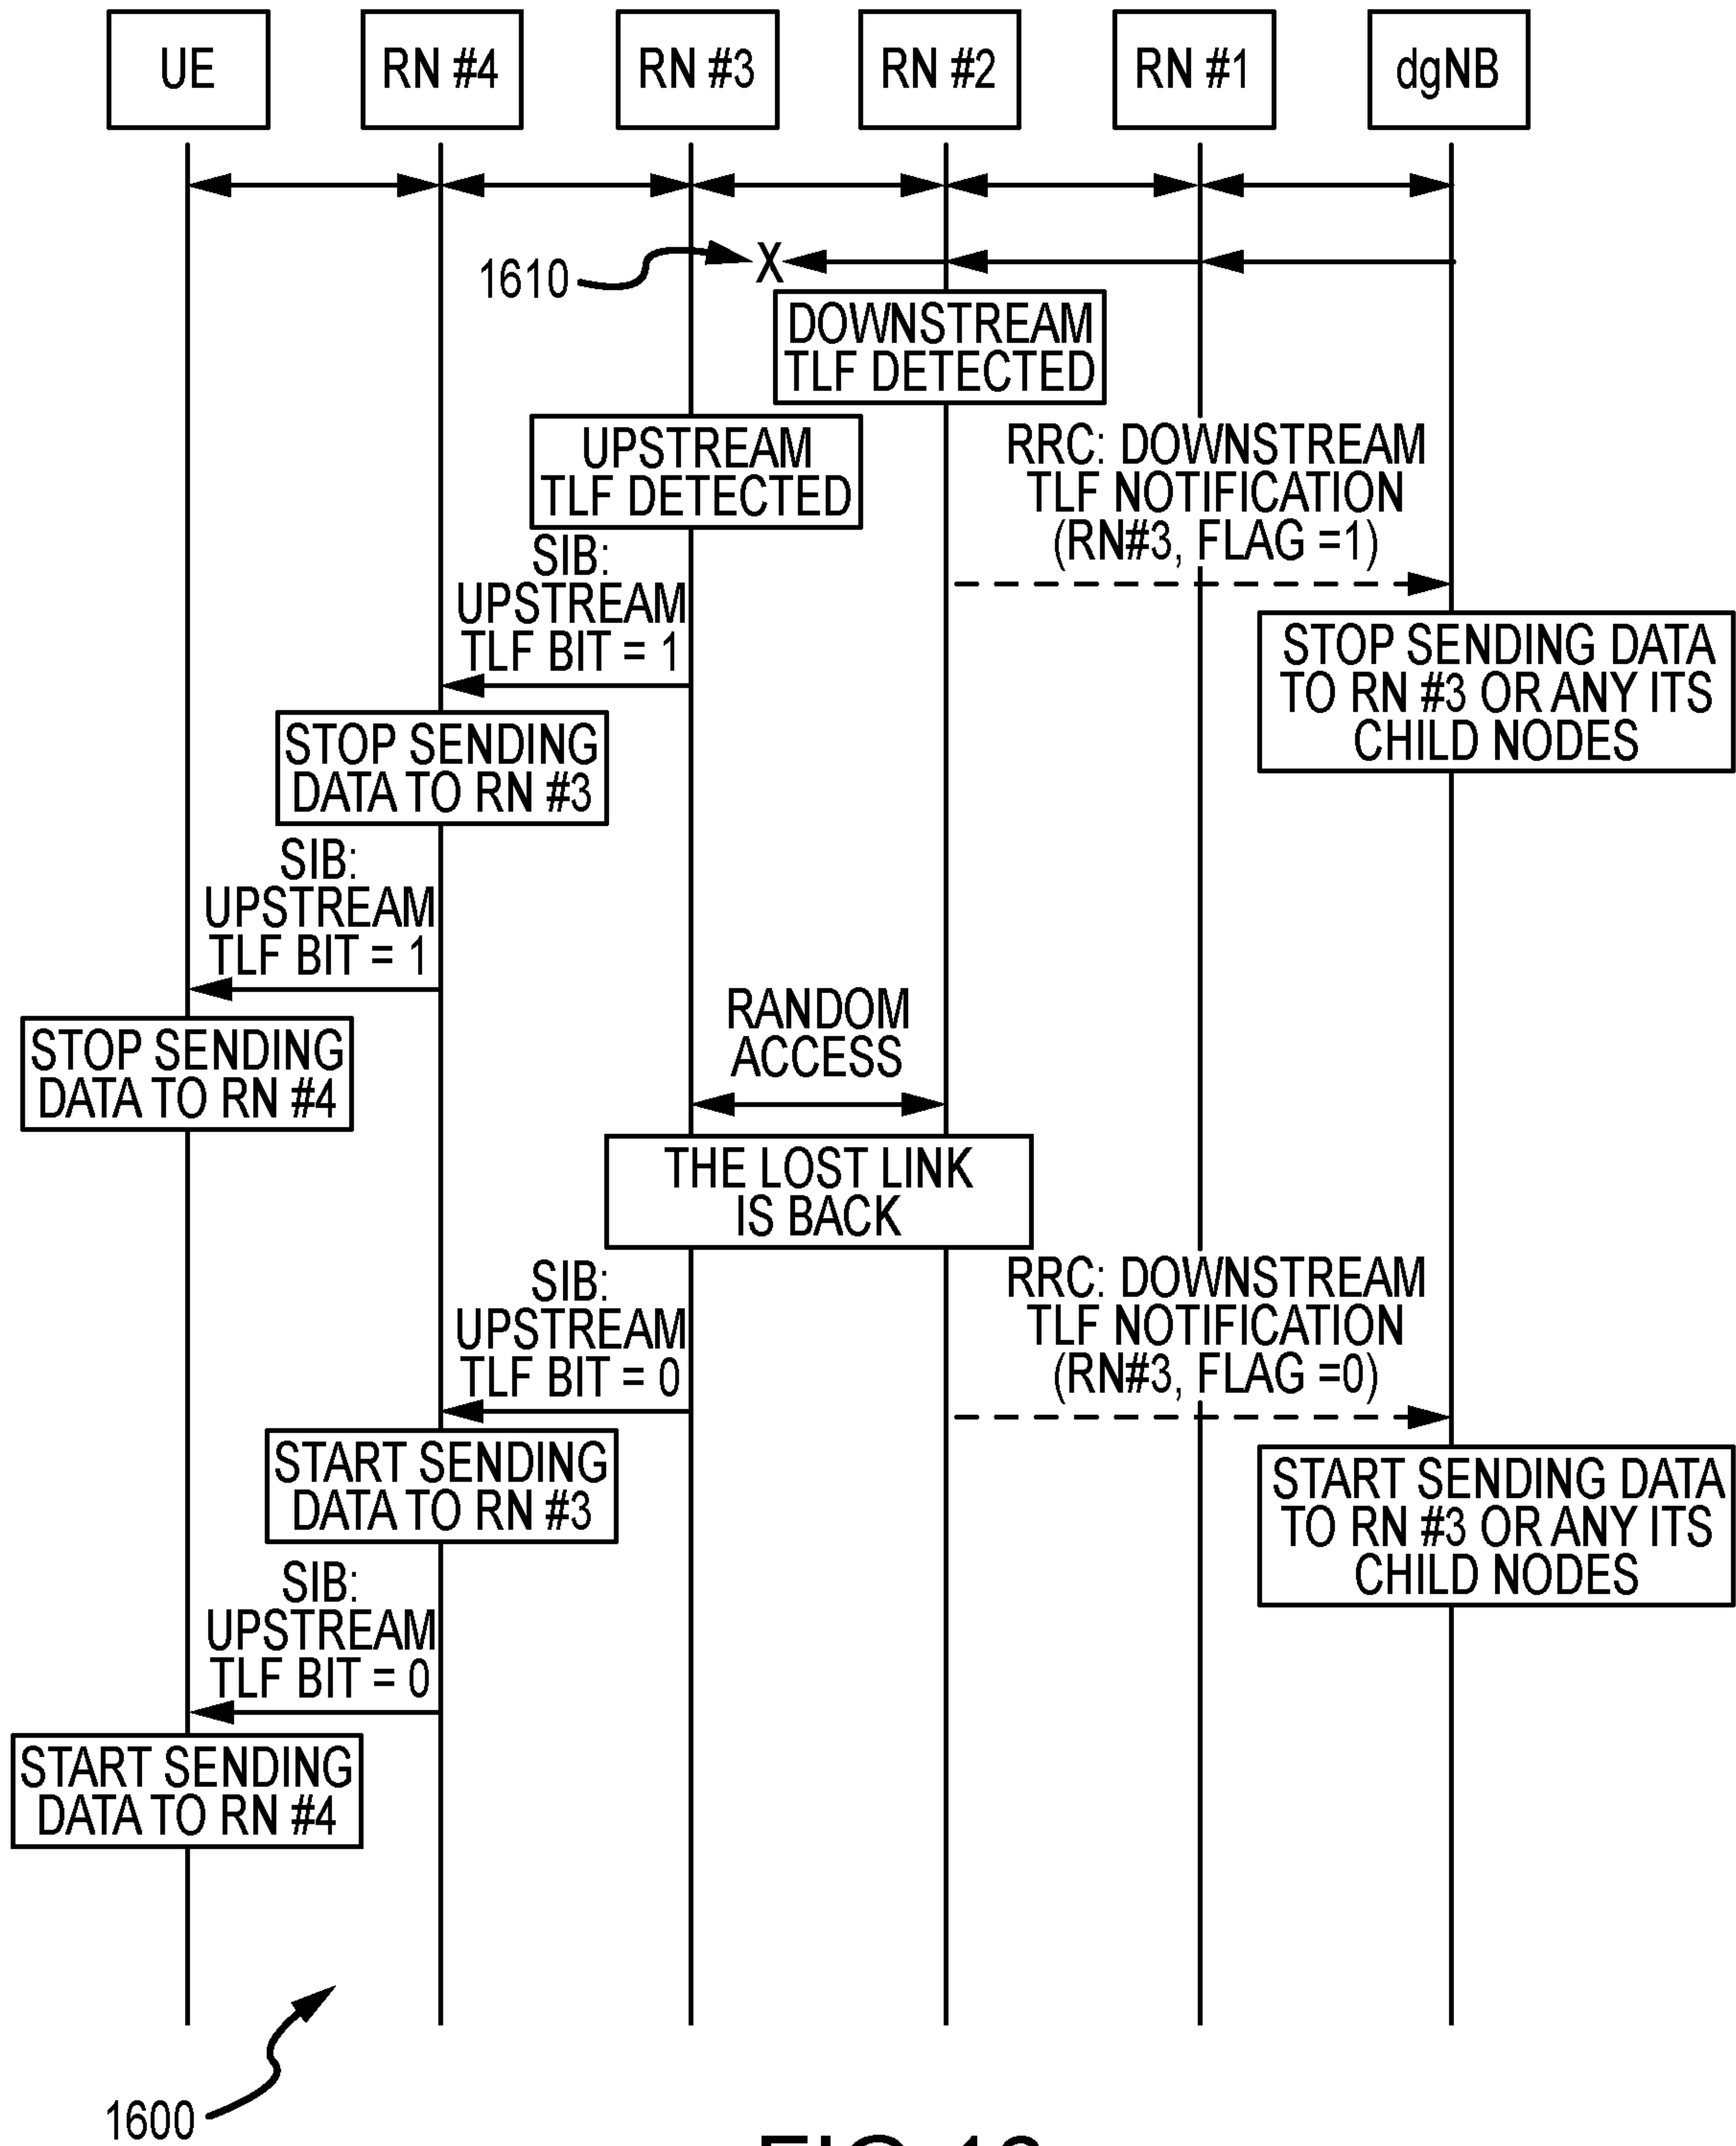 UE
RN #4
RN #3
RN #2
RN #1
dgNB
1610
X
DOWNSTREAM
TLF DETECTED
UPSTREAM
TLF DETECTED
RRC: DOWNSTREAM
TLF NOTIFICATION
(RN#3, FLAG =1)
SIB:
UPSTREAM
TLF BIT = 1
STOP SENDING DATA
TO RN #3 OR ANY ITS
CHILD NODES
STOP SENDING
DATA TO RN #3
SIB:
UPSTREAM
TLF BIT = 1
STOP SENDING
DATA TO RN #4
RANDOM
ACCESS
THE LOST LINK
IS BACK
SIB:
UPSTREAM
TLF BIT = 0
RRC: DOWNSTREAM
TLF NOTIFICATION
(RN#3, FLAG =0)
START SENDING
DATA TO RN #3
START SENDING DATA
TO RN #3 OR ANY ITS
CHILD NODES
SIB:
UPSTREAM
TLF BIT = 0
START SENDING
DATA TO RN #4
1600